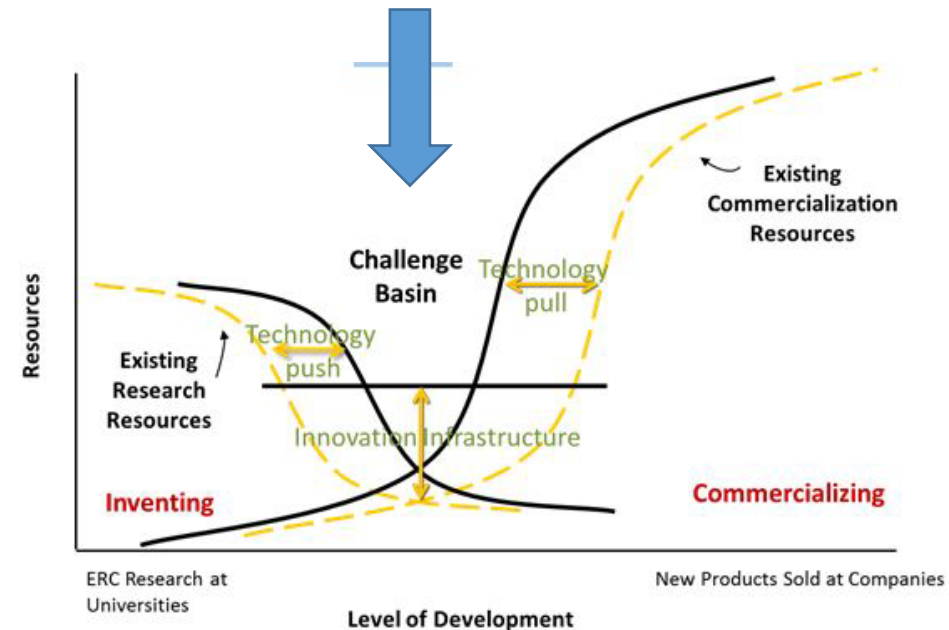 Existing
Commercialization
Resources
Challenge
Basin
Technology
pull
Technology
push
Existing
Research
Resources
Resources
Innovation Infrastructure
Inventing
Commercializing
ERC Research at
Universities
New Products Sold at Companies
Level of Development